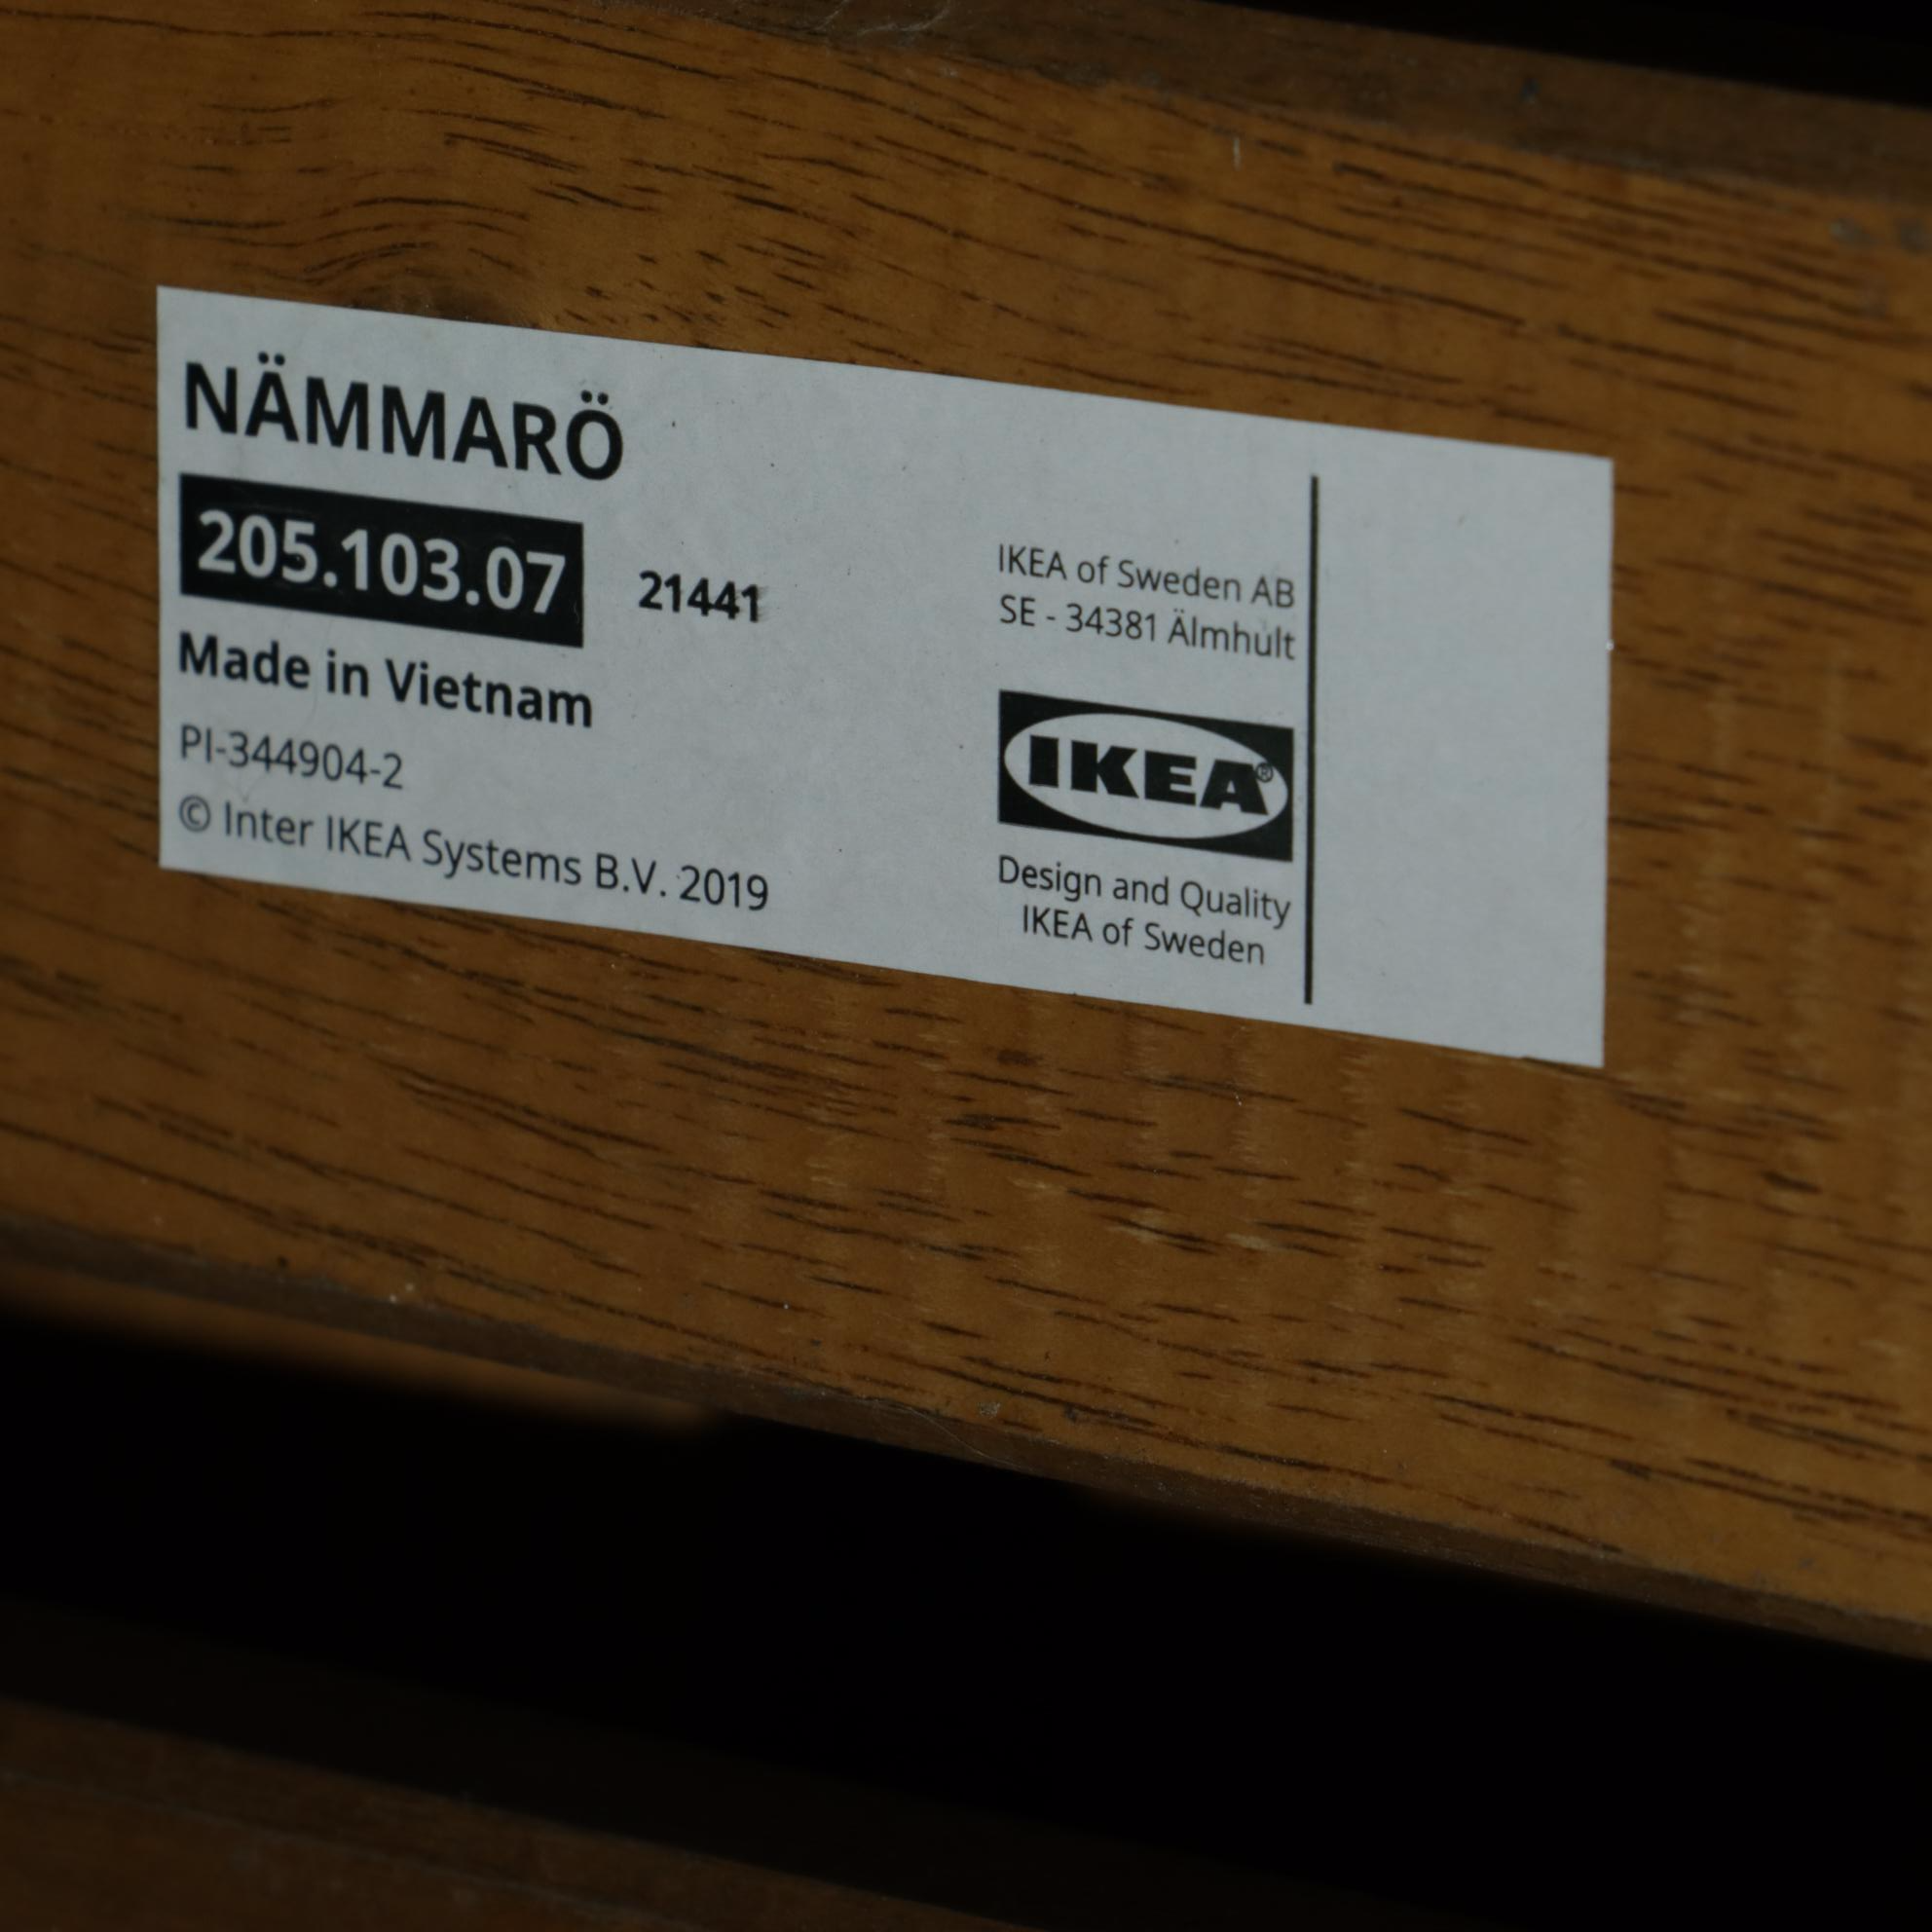 NÄMMARÖ
205.103.07 21441
Made in Vietnam
PI-344904-2
© Inter IKEA Systems B.V. 2019
IKEA of Sweden AB
SE - 34381 Älmhult
IKEA®
Design and Quality
IKEA of Sweden